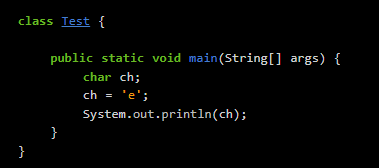 class Test {
public static void main(String[] args) {
char ch;
ch = 'e';
System.out.println(ch);
}
}